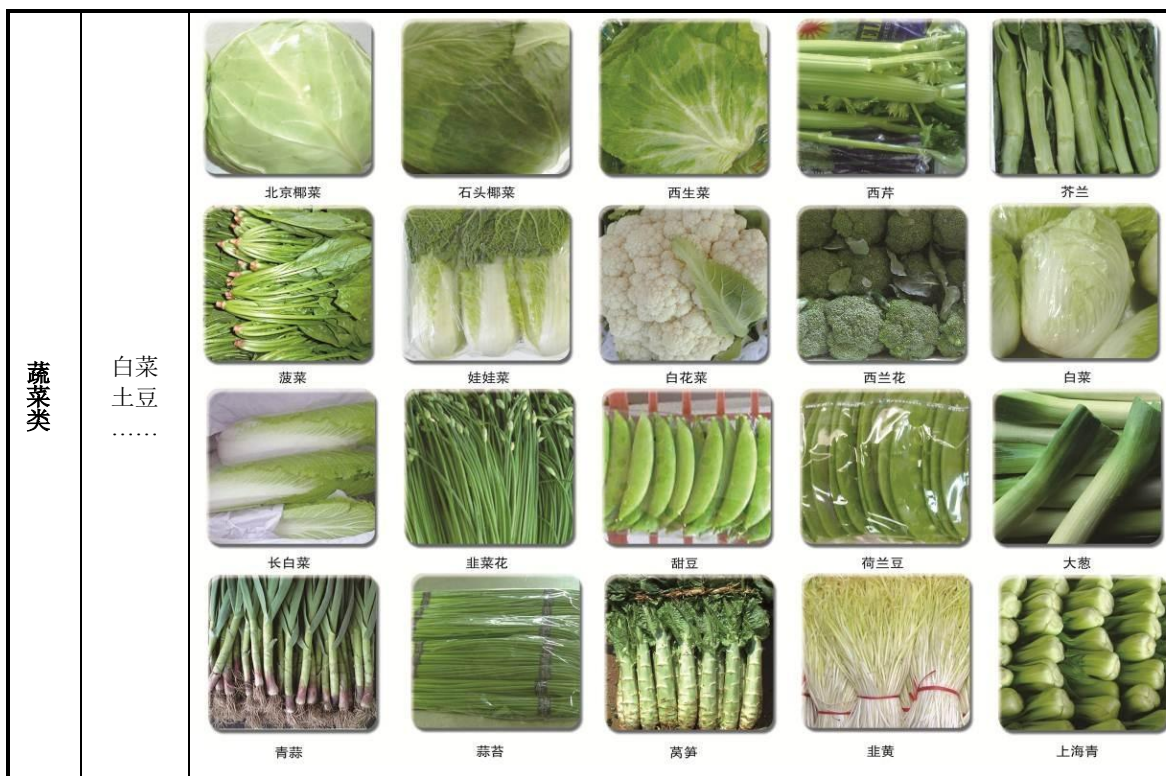 蔬菜类
白菜
土豆
……
北京椰菜
石头椰菜
西生菜
西芹
芥兰
菠菜
娃娃菜
白花菜
西兰花
白菜
长白菜
韭菜花
甜豆
荷兰豆
大葱
青蒜
蒜苔
莴笋
韭黄
上海青